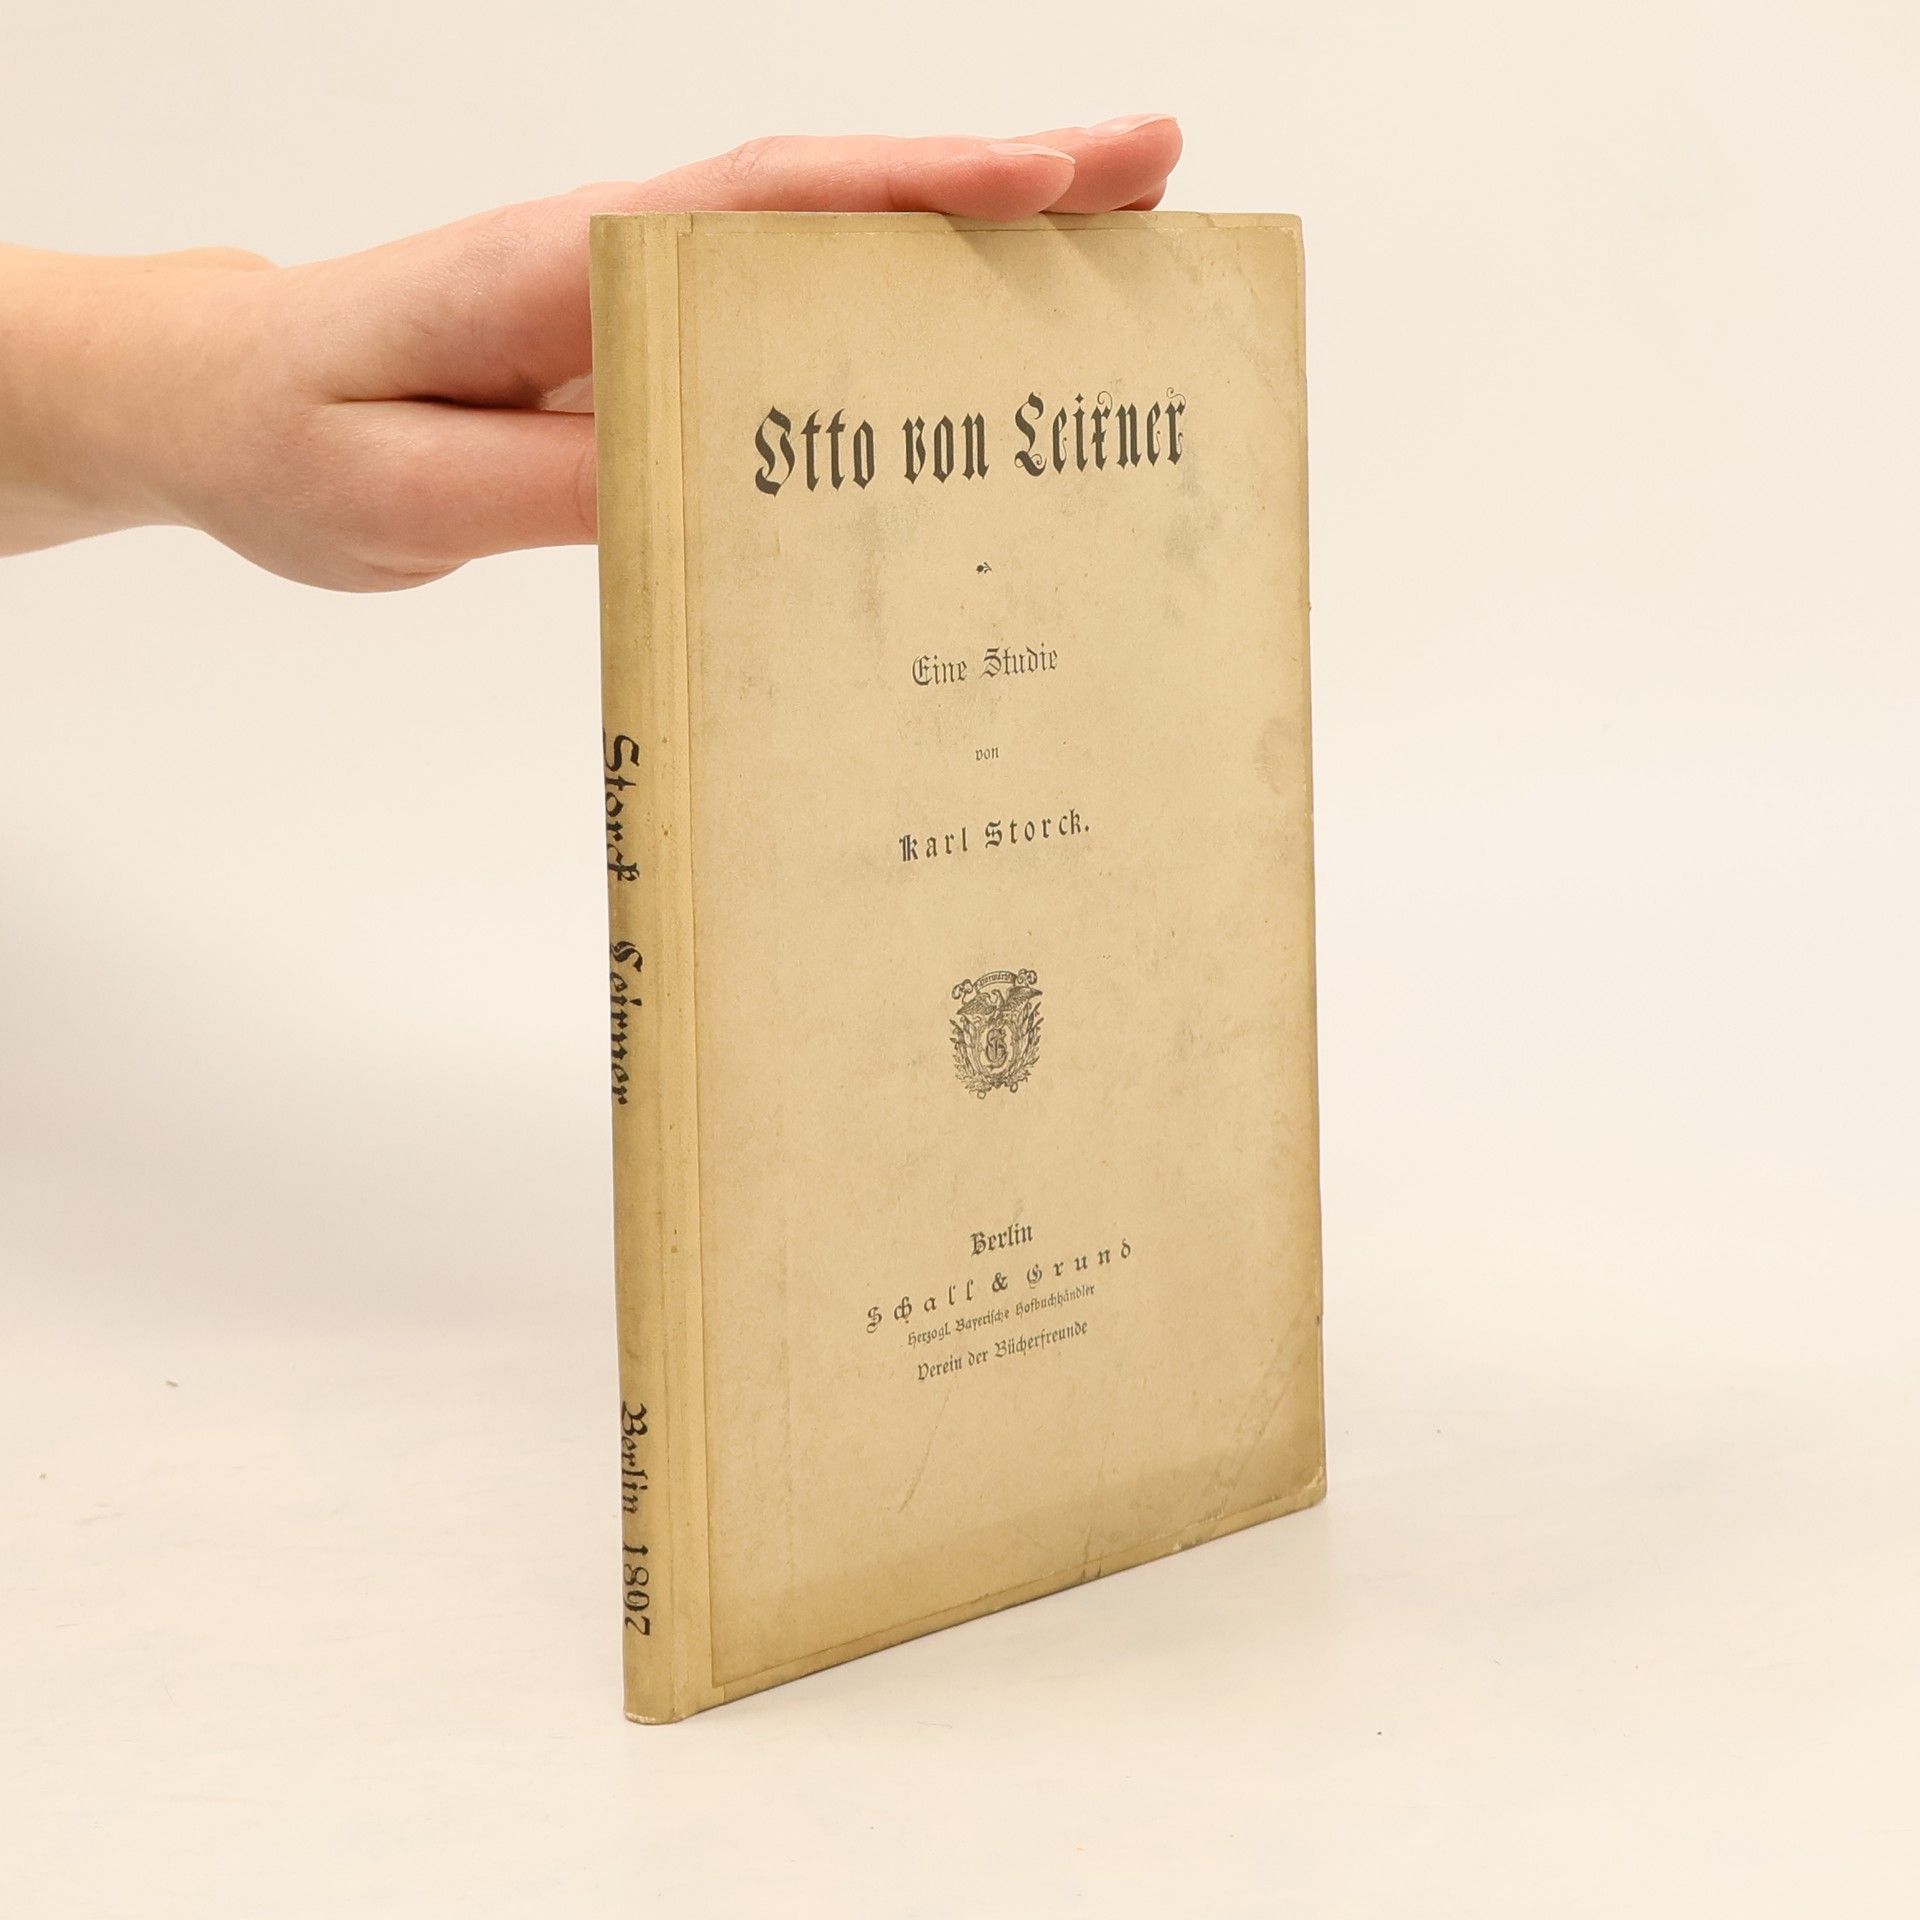 Otto von Leixner
Eine Studie
von
Karl Storck.
Vorwärts
Berlin
Schall & Grund
Herzogl. Bayerische Hofbuchhändler
Verein der Bücherfreunde
Storck Leixner Berlin 1897